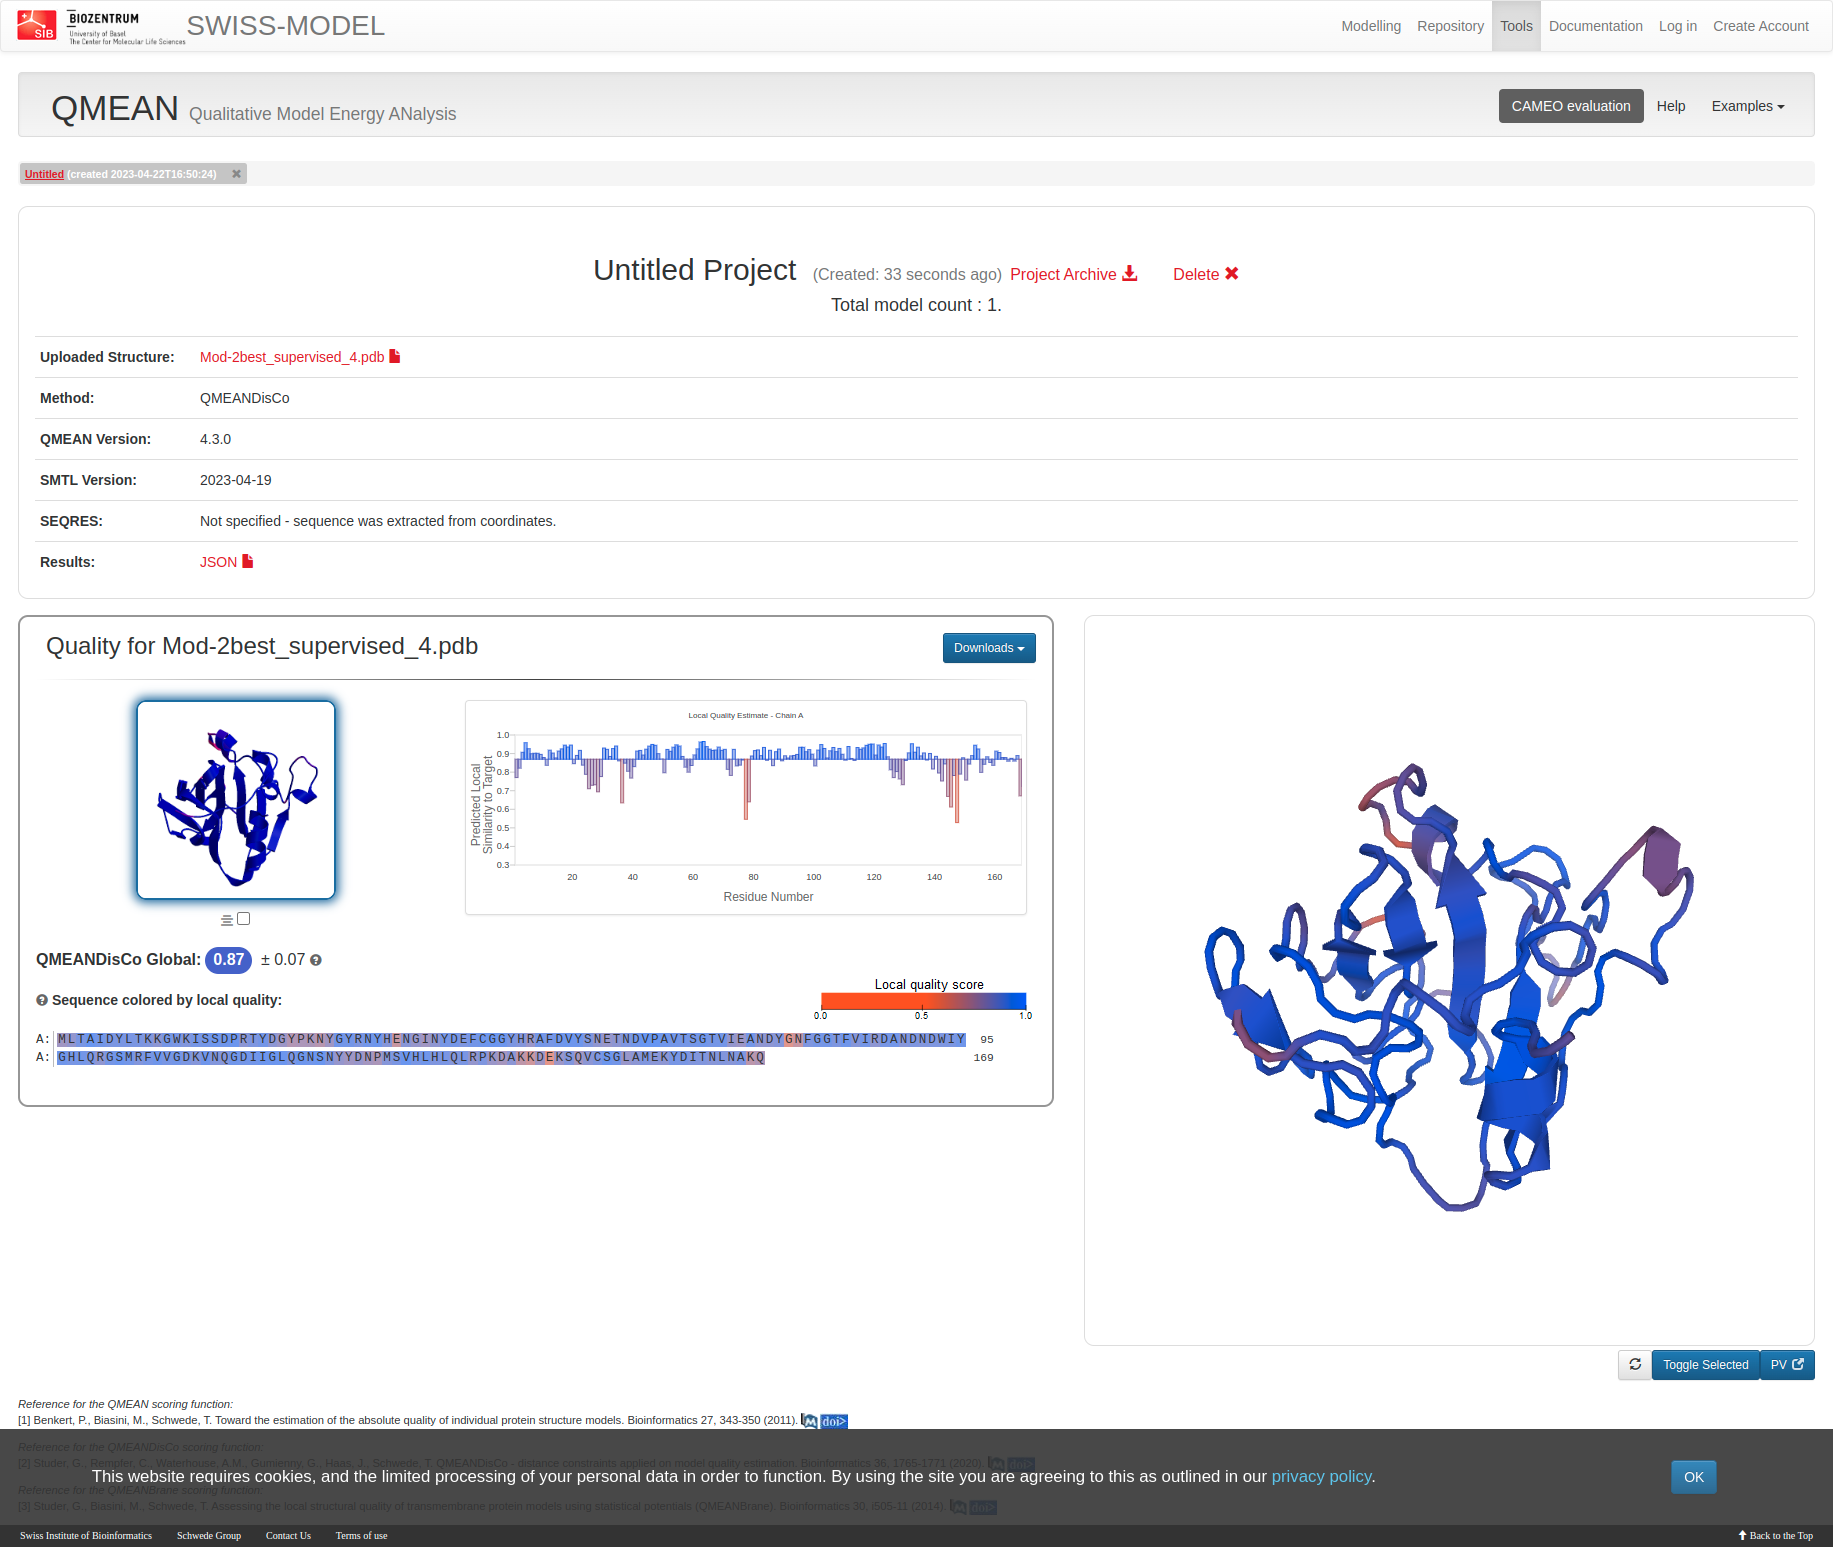 SIB
BIOZENTRUM
University of Basel
The Center for Molecular Life Sciences
SWISS-MODEL
Modelling Repository Tools Documentation Log in Create Account
QMEAN Qualitative Model Energy ANalysis
CAMEO evaluation Help Examples
Untitled (created 2023-04-22T16:50:24)
Untitled Project (Created: 33 seconds ago) Project Archive Delete
Total model count : 1.
Uploaded Structure: Mod-2best_supervised_4.pdb
Method: QMEANDisCo
QMEAN Version: 4.3.0
SMTL Version: 2023-04-19
SEQRES: Not specified - sequence was extracted from coordinates.
Results: JSON
Quality for Mod-2best_supervised_4.pdb
Downloads
Local Quality Estimate - Chain A
Predicted Local
Similarity to Target
1.0
0.9
0.8
0.7
0.6
0.5
0.4
0.3
20 40 60 80 100 120 140 160
Residue Number
QMEANDisCo Global: 0.87 ± 0.07
Local quality score
0.0 0.5 1.0
Sequence colored by local quality:
A: MLTAIDYLTKKGWKISSDPRTYDGYPKNYGYRNYHENGINYDEFCGGYHRAFDVYSNETNDVPAVTSGTVIEANDYGNFGGTFVIRDANDNDWIY 95
A: GHLQRGSMRFVVGDKVNQGDIIGLQGNSNYYDNPMSVHLHLQLRPKDAKKDEKSQVCSGLAMEKYDITNLNAKQ 169
Toggle Selected PV
Reference for the QMEAN scoring function:
[1] Benkert, P., Biasini, M., Schwede, T. Toward the estimation of the absolute quality of individual protein structure models. Bioinformatics 27, 343-350 (2011). M doi>
Reference for the QMEANDisCo scoring function:
[2] Studer, G., Rempfer, C., Waterhouse, A.M., Gumienny, G., Haas, J., Schwede, T. QMEANDisCo - distance constraints applied on model quality estimation. Bioinformatics 36, 1765-1771 (2020). M doi>
This website requires cookies, and the limited processing of your personal data in order to function. By using the site you are agreeing to this as outlined in our privacy policy.
OK
Reference for the QMEANBrane scoring function:
[3] Studer, G., Biasini, M., Schwede, T. Assessing the local structural quality of transmembrane protein models using statistical potentials (QMEANBrane). Bioinformatics 30, i505-11 (2014). M doi>
Swiss Institute of Bioinformatics Schwede Group Contact Us Terms of use
Back to the Top